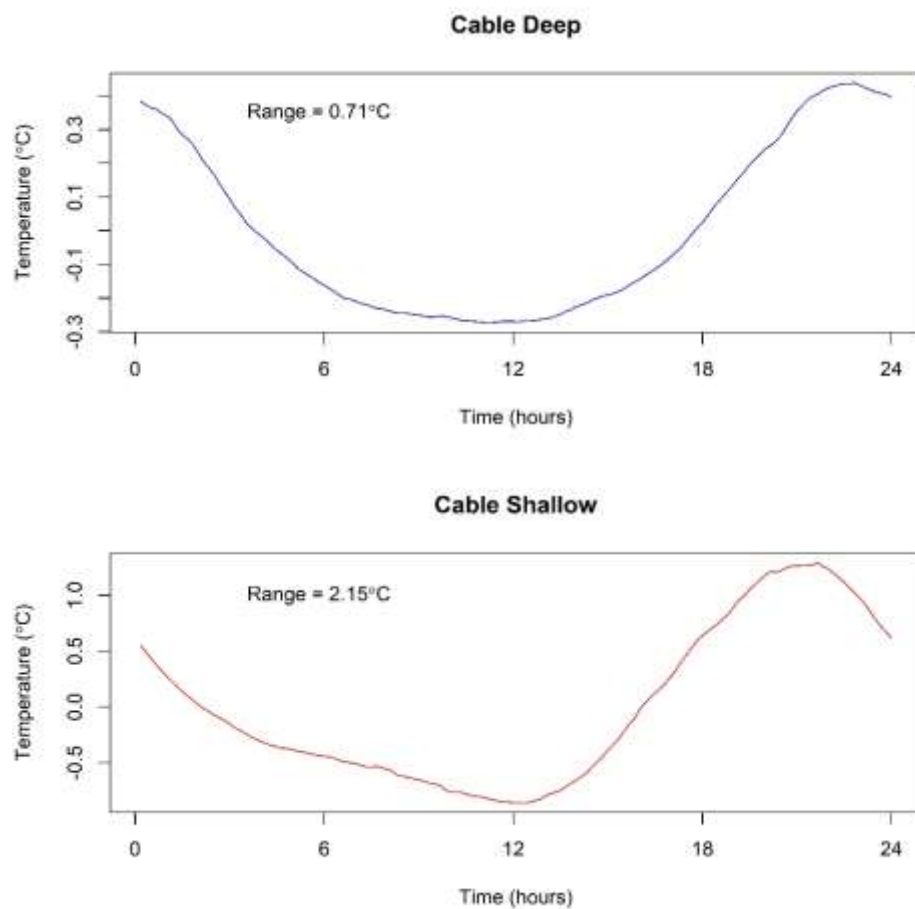 Cable Deep
Range = 0.71°C
Temperature (°C)
0.3
0.1
-0.1
-0.3
0 6 12 18 24
Time (hours)
Cable Shallow
Range = 2.15°C
Temperature (°C)
1.0
0.5
0.0
-0.5
0 6 12 18 24
Time (hours)